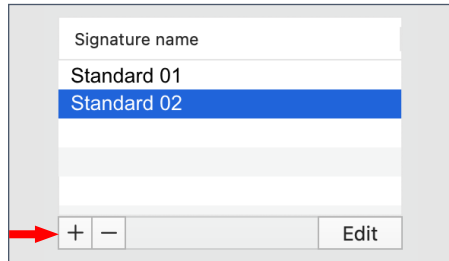 Signature name
Standard 01
Standard 02
+ − Edit